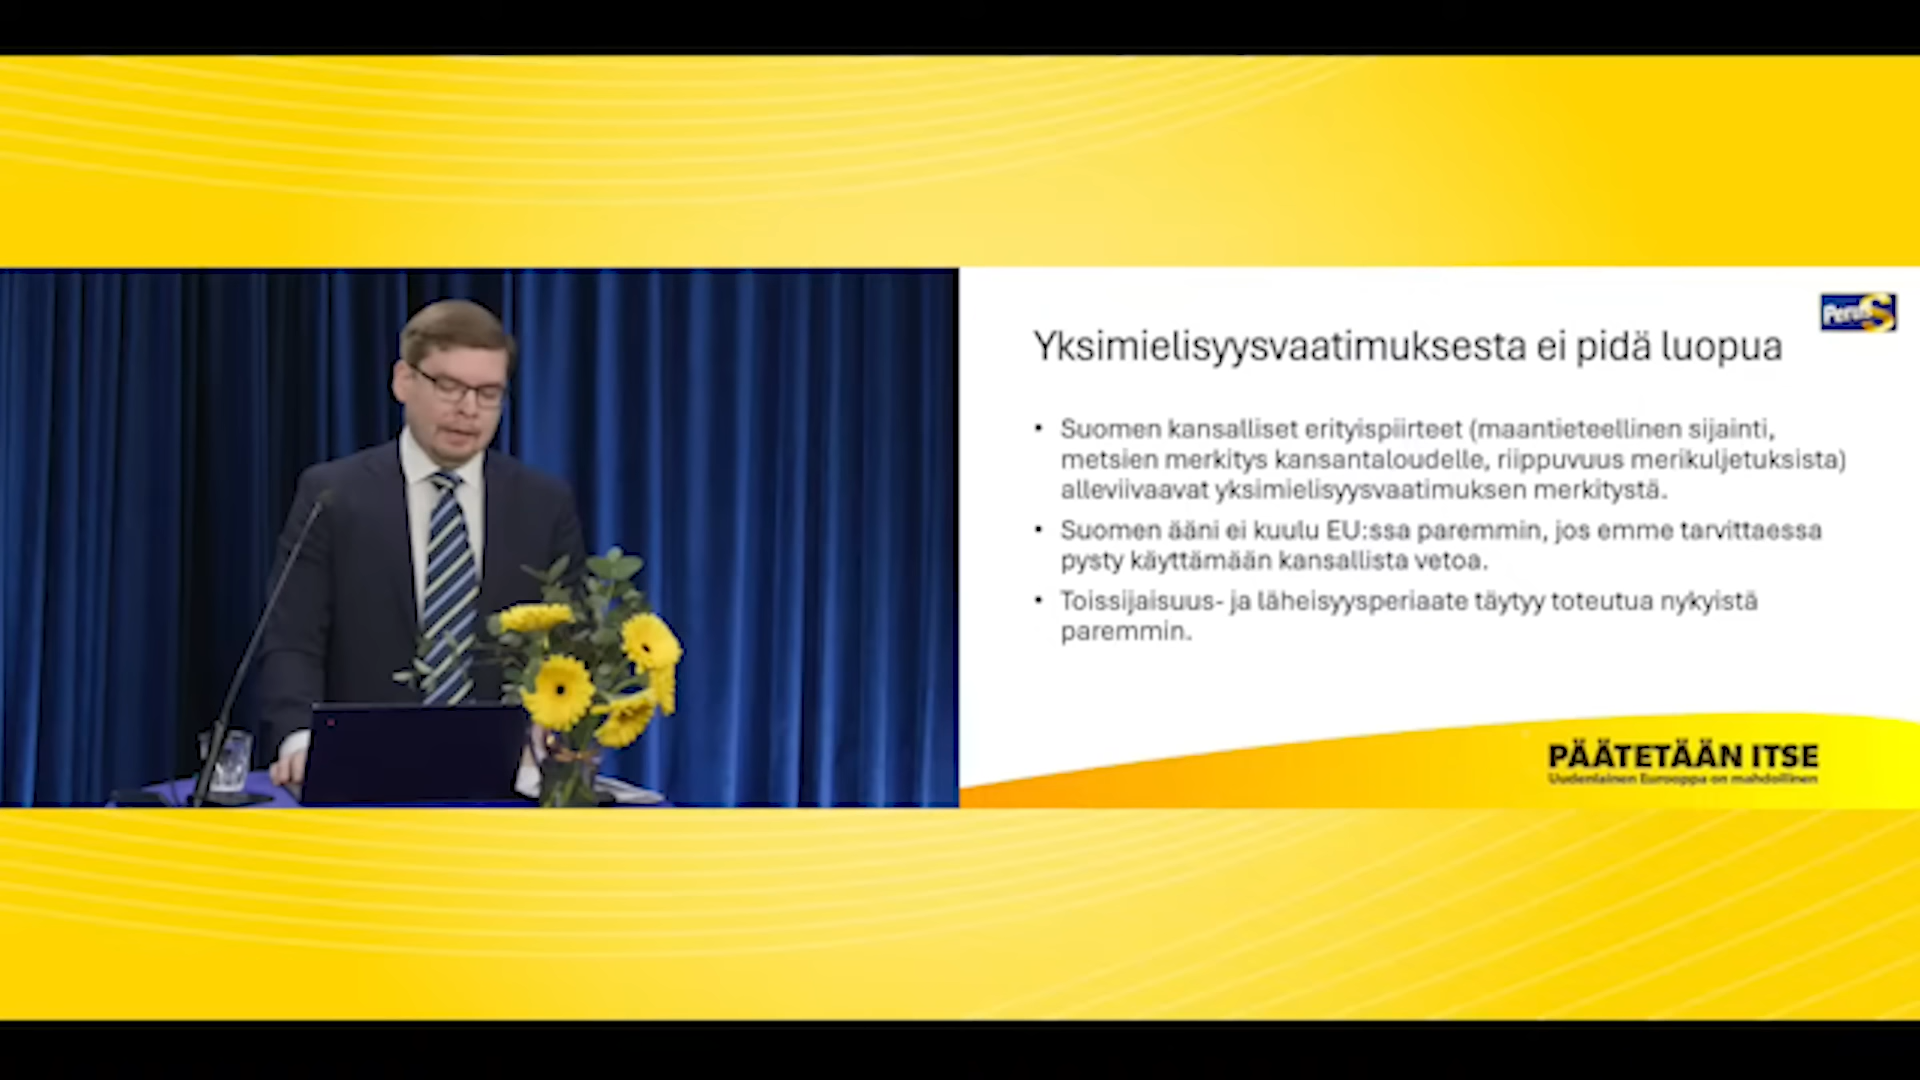 PerusS
Yksimielisyysvaatimuksesta ei pidä luopua
• Suomen kansalliset erityispiirteet (maantieteellinen sijainti,
metsien merkitys kansantaloudelle, riippuvuus merikuljetuksista)
alleviivaavat yksimielisyysvaatimuksen merkitystä.
• Suomen ääni ei kuulu EU:ssa paremmin, jos emme tarvittaessa
pysty käyttämään kansallista vetoa.
• Toissijaisuus- ja läheisyysperiaate täytyy toteutua nykyistä
paremmin.
PÄÄTETÄÄN ITSE
Uudenlainen Eurooppa on mahdollinen